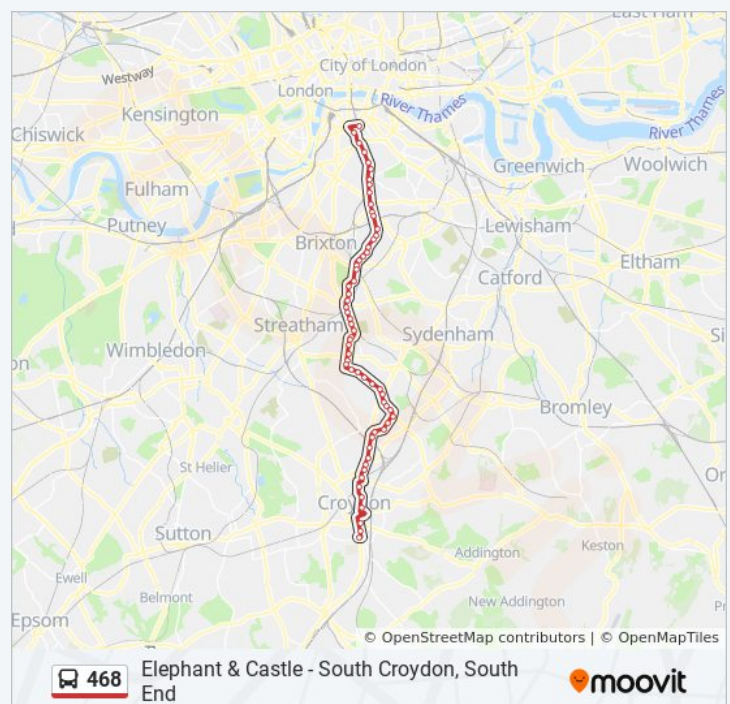 East Ham
Westway
City of London
London
River Thames
Kensington
Chiswick
River Thames
Greenwich
Woolwich
Fulham
Putney
Lewisham
Brixton
Eltham
Catford
Streatham
Sydenham
Wimbledon
Bromley
St Helier
Croydon
Sutton
Addington
Keston
Ewell
Belmont
New Addington
Epsom
© OpenStreetMap contributors | © OpenMapTiles
468
Elephant & Castle - South Croydon, South
End
moovit